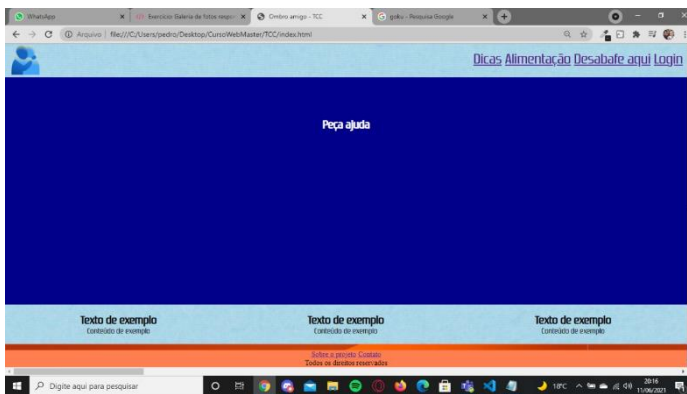 WhatsApp
Exercício Galeria de fotos respon
Ombro amigo - TCC
goku - Pesquisa Google
Arquivo | file:///C:/Users/pedro/Desktop/CursoWebMaster/TCC/index.html
Dicas Alimentação Desabafe aqui Login
Peça ajuda
Texto de exemplo Texto de exemplo Texto de exemplo
Conteúdo de exemplo Conteúdo de exemplo Conteúdo de exemplo
Sobre o projeto Contato
Todos os direitos reservados
Digite aqui para pesquisar
18°C
20:16
11/06/2021